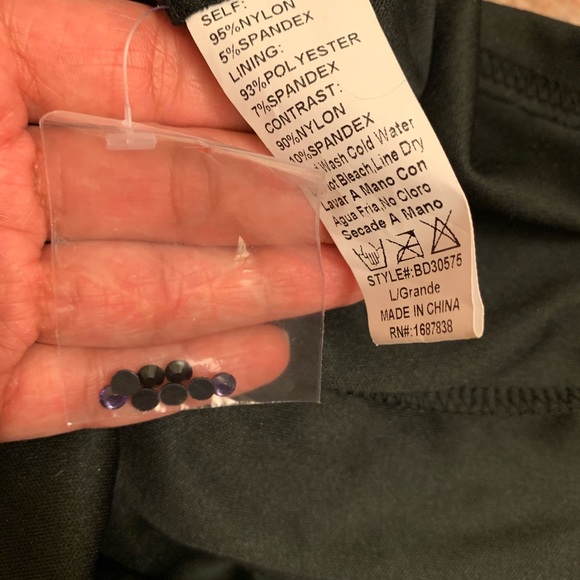 SELF:
95%NYLON
5%SPANDEX
LINING:
93%POLYESTER
7%SPANDEX
CONTRAST:
90%NYLON
10%SPANDEX
Wash Cold Water
Bleach,Line Dry
Lavar A Mano Con
Agua Fria,No Cloro
Secade A Mano
STYLE#:BD30575
L/Grande
MADE IN CHINA
RN#:1687838